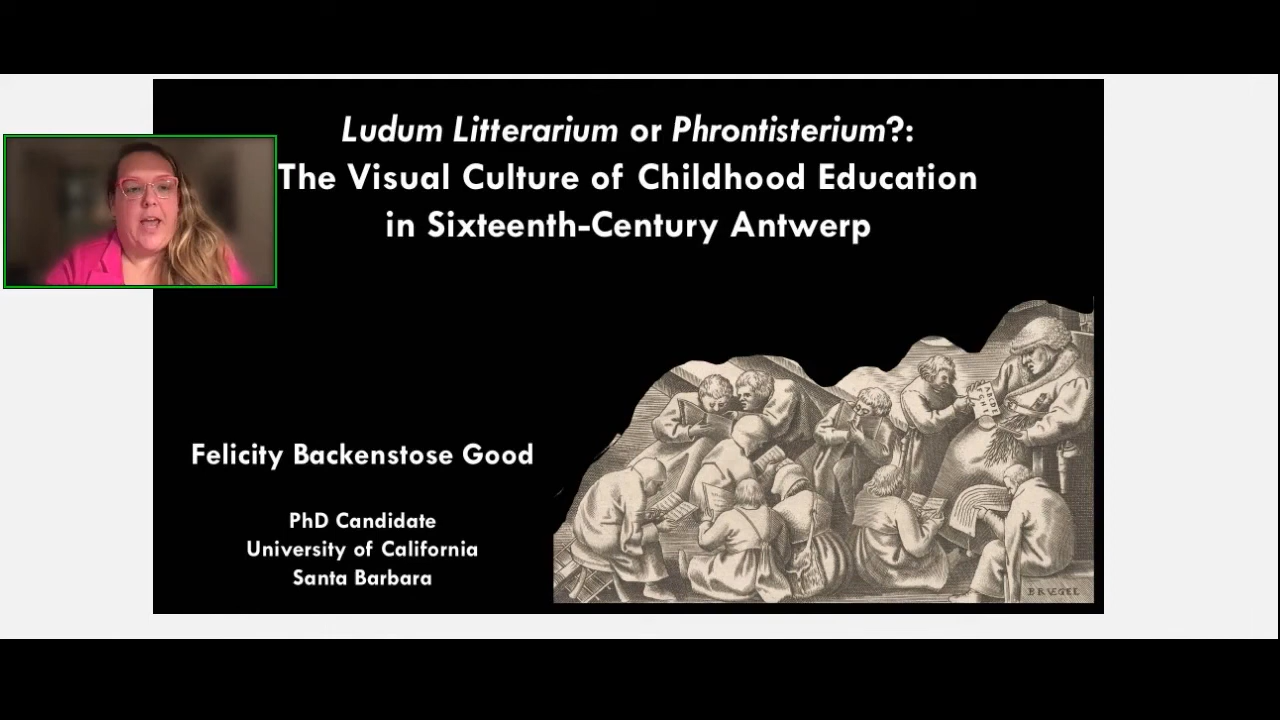 Ludum Litterarium or Phrontisterium?:
The Visual Culture of Childhood Education
in Sixteenth-Century Antwerp
Felicity Backenstose Good
PhD Candidate
University of California
Santa Barbara
BRVEGEL